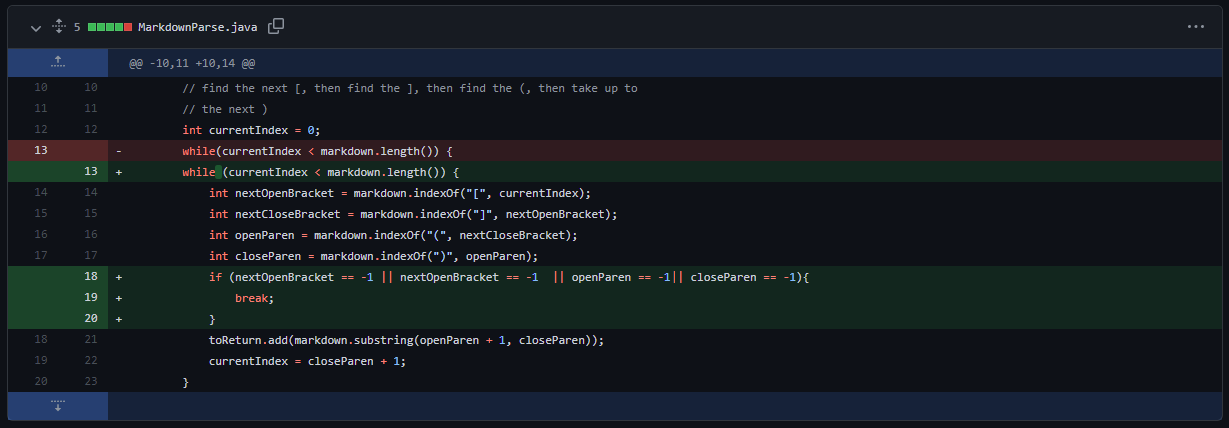 5 MarkdownParse.java
@@ -10,11 +10,14 @@
10 10 // find the next [, then find the ], then find the (, then take up to
11 11 // the next )
12 12 int currentIndex = 0;
13 - while(currentIndex < markdown.length()) {
13 + while (currentIndex < markdown.length()) {
14 14 int nextOpenBracket = markdown.indexOf("[", currentIndex);
15 15 int nextCloseBracket = markdown.indexOf("]", nextOpenBracket);
16 16 int openParen = markdown.indexOf("(", nextCloseBracket);
17 17 int closeParen = markdown.indexOf(")", openParen);
18 + if (nextOpenBracket == -1 || nextOpenBracket == -1  || openParen == -1|| closeParen == -1){
19 + break;
20 + }
18 21 toReturn.add(markdown.substring(openParen + 1, closeParen));
19 22 currentIndex = closeParen + 1;
20 23 }